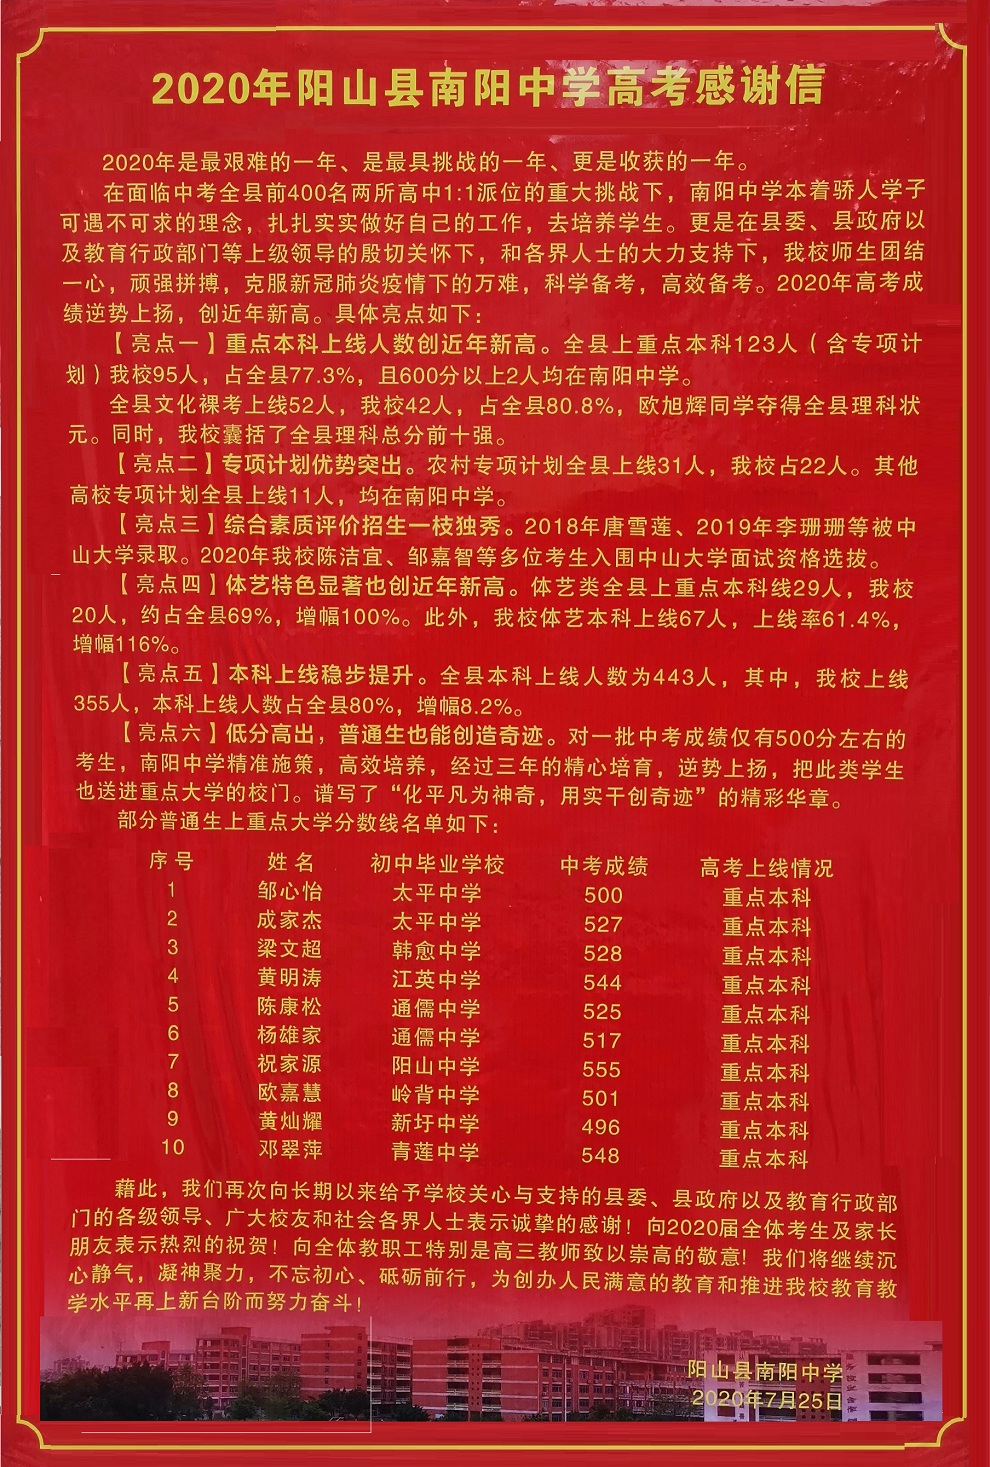 2020年阳山县南阳中学高考感谢信
2020年是最艰难的一年、是最具挑战的一年、更是收获的一年。
在面临中考全县前400名两所高中1:1派位的重大挑战下，南阳中学本着骄人学子
可遇不可求的理念，扎扎实实做好自己的工作，去培养学生。更是在县委、县政府以
及教育行政部门等上级领导的殷切关怀下，和各界人士的大力支持下，我校师生团结
一心，顽强拼搏，克服新冠肺炎疫情下的万难，科学备考，高效备考。2020年高考成
绩逆势上扬，创近年新高。具体亮点如下：
【亮点一】重点本科上线人数创近年新高。全县上重点本科123人（含专项计
划）我校95人，占全县77.3%，且600分以上2人均在南阳中学。
全县文化裸考上线52人，我校42人，占全县80.8%，欧旭辉同学夺得全县理科状
元。同时，我校囊括了全县理科总分前十强。
【亮点二】专项计划优势突出。农村专项计划全县上线31人，我校占22人。其他
高校专项计划全县上线11人，均在南阳中学。
【亮点三】综合素质评价招生一枝独秀。2018年唐雪莲、2019年李珊珊等被中
山大学录取。2020年我校陈洁宜、邹嘉智等多位考生入围中山大学面试资格选拔。
【亮点四】体艺特色显著也创近年新高。体艺类全县上重点本科线29人，我校
20人，约占全县69%，增幅100%。此外，我校体艺本科上线67人，上线率61.4%，
增幅116%。
【亮点五】本科上线稳步提升。全县本科上线人数为443人，其中，我校上线
355人，本科上线人数占全县80%，增幅8.2%。
【亮点六】低分高出，普通生也能创造奇迹。对一批中考成绩仅有500分左右的
考生，南阳中学精准施策，高效培养，经过三年的精心培育，逆势上扬，把此类学生
也送进重点大学的校门。谱写了“化平凡为神奇，用实干创奇迹”的精彩华章。
部分普通生上重点大学分数线名单如下：
序号 姓名 初中毕业学校 中考成绩 高考上线情况
1 邹心怡 太平中学 500 重点本科
2 成家杰 太平中学 527 重点本科
3 梁文超 韩愈中学 528 重点本科
4 黄明涛 江英中学 544 重点本科
5 陈康松 通儒中学 525 重点本科
6 杨雄家 通儒中学 517 重点本科
7 祝家源 阳山中学 555 重点本科
8 欧嘉慧 岭背中学 501 重点本科
9 黄灿耀 新圩中学 496 重点本科
10 邓翠萍 青莲中学 548 重点本科
藉此，我们再次向长期以来给予学校关心与支持的县委、县政府以及教育行政部
门的各级领导、广大校友和社会各界人士表示诚挚的感谢！向2020届全体考生及家长
朋友表示热烈的祝贺！向全体教职工特别是高三教师致以崇高的敬意！我们将继续沉
心静气，凝神聚力，不忘初心、砥砺前行，为创办人民满意的教育和推进我校教育教
学水平再上新台阶而努力奋斗！
阳山县南阳中学
2020年7月25日